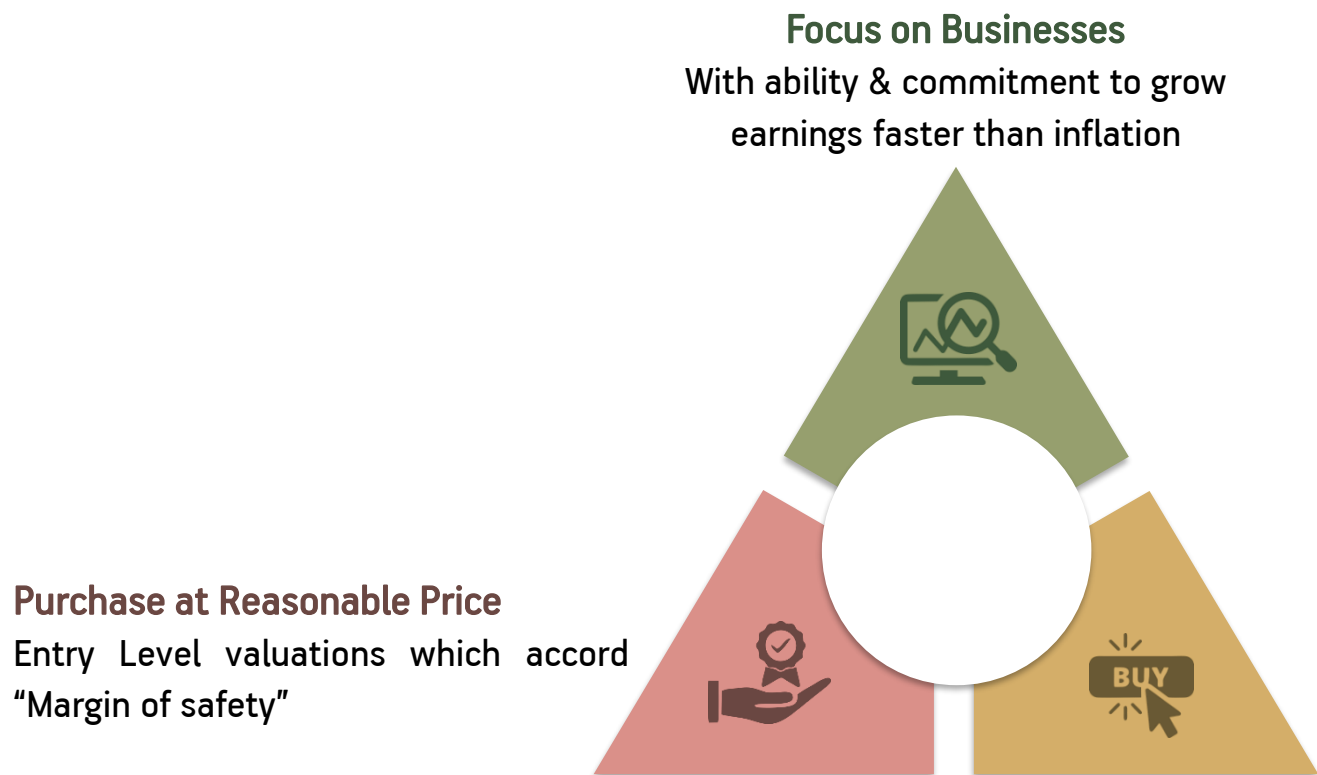 Focus on Businesses
With ability & commitment to grow
earnings faster than inflation
BUY
Purchase at Reasonable Price
Entry Level valuations which accord
“Margin of safety”